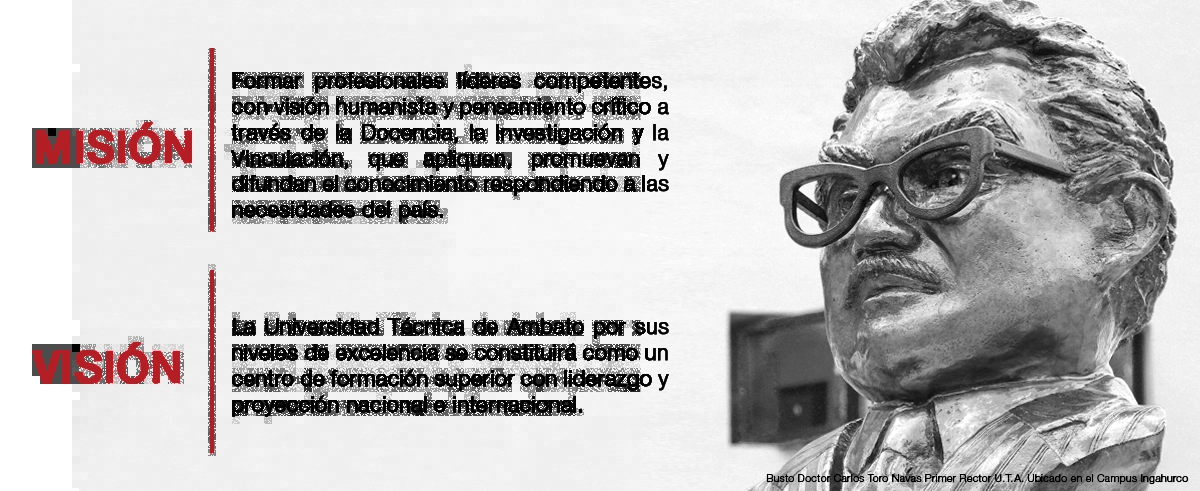 MISIÓN
Formar profesionales líderes competentes,
con visión humanista y pensamiento crítico a
través de la Docencia, la Investigación y la
Vinculación, que apliquen, promuevan y
difundan el conocimiento respondiendo a las
necesidades del país.
VISIÓN
La Universidad Técnica de Ambato por sus
niveles de excelencia se constituirá como un
centro de formación superior con liderazgo y
proyección nacional e internacional.
Busto Doctor Carlos Toro Navas Primer Rector U.T.A. Ubicado en el Campus Ingahurco